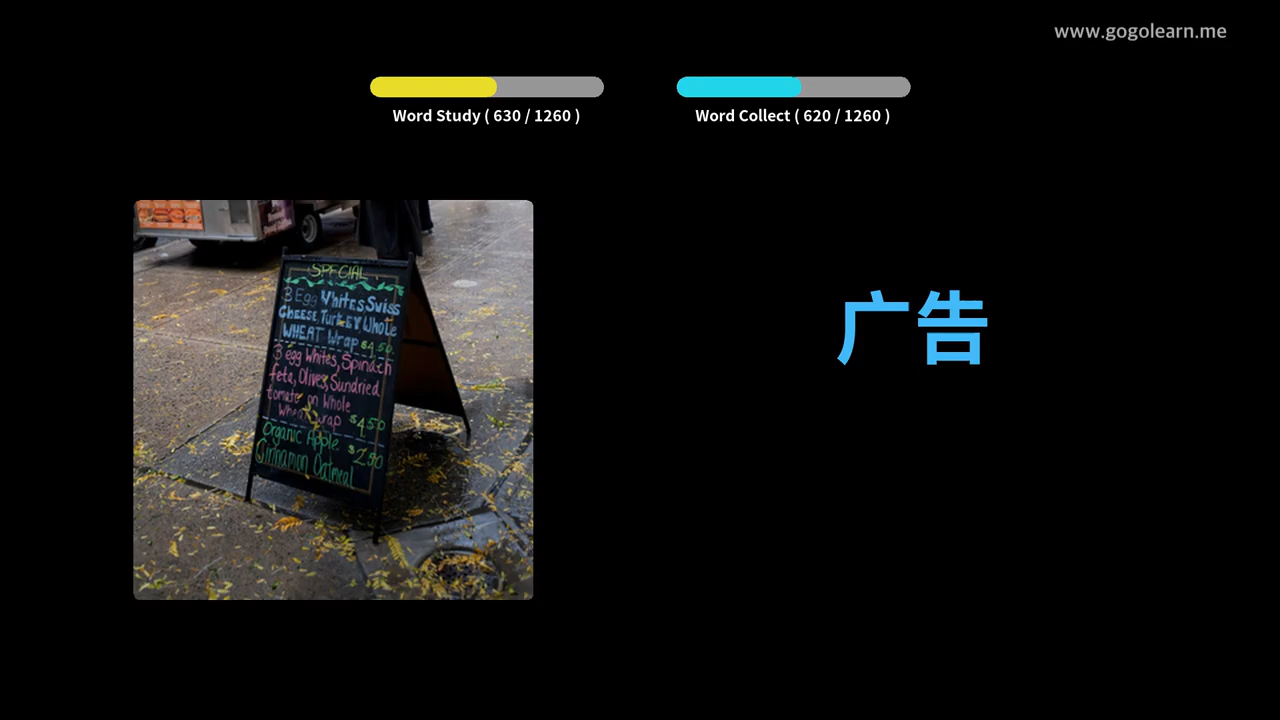 www.gogolearn.me
Word Study ( 630 / 1260 )
Word Collect ( 620 / 1260 )
SPECIAL
3 Egg Whites, Swiss
Cheese, Turkey Whole
WHEAT Wrap $4.50
3 egg Whites, Spinach
feta, Olives, Sundried
tomato on Whole
Wheat Wrap $4.50
Organic Apple $2.50
Cinnamon Oatmeal
广告